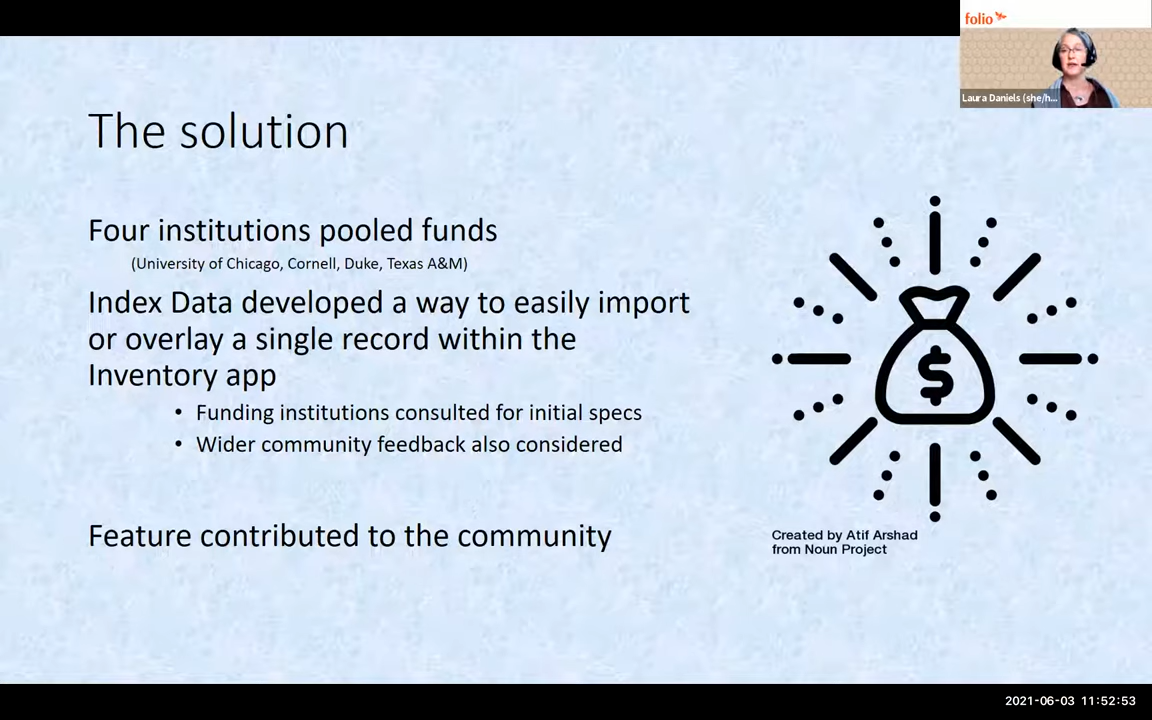 folio
Laura Daniels (she/h...
The solution
Four institutions pooled funds
(University of Chicago, Cornell, Duke, Texas A&M)
Index Data developed a way to easily import
or overlay a single record within the
Inventory app
• Funding institutions consulted for initial specs
• Wider community feedback also considered
Feature contributed to the community
$
Created by Atif Arshad
from Noun Project
2021-06-03 11:52:53